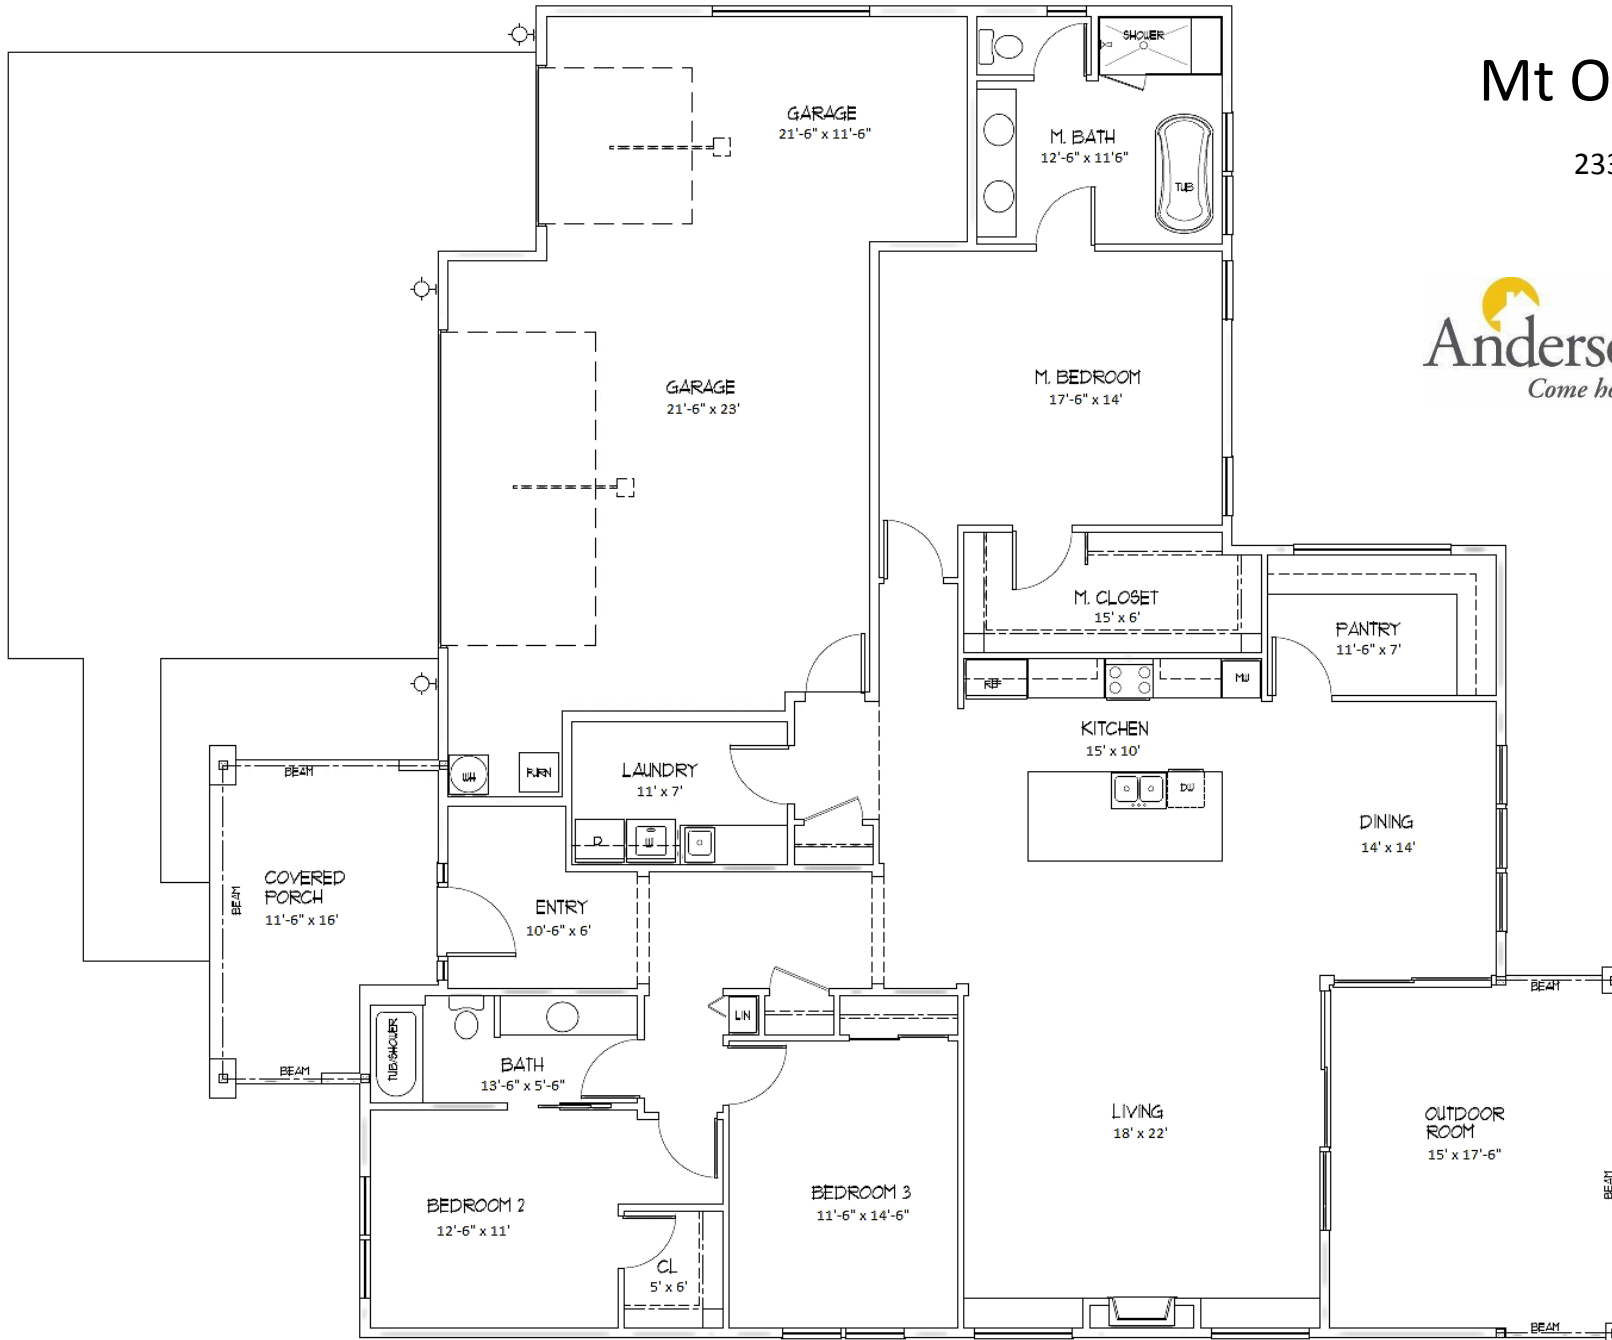 Mt O
233
Anderso
Come ho
GARAGE
21'-6" x 11'-6"
SHOWER
M. BATH
12'-6" x 11'6"
TUB
GARAGE
21'-6" x 23'
M. BEDROOM
17'-6" x 14'
M. CLOSET
15' x 6'
PANTRY
11'-6" x 7'
REF
MW
KITCHEN
15' x 10'
DW
DINING
14' x 14'
WH
FURN
LAUNDRY
11' x 7'
D
W
BEAM
BEAM
COVERED
PORCH
11'-6" x 16'
BEAM
ENTRY
10'-6" x 6'
LIN
TUB/SHOWER
BATH
13'-6" x 5'-6"
BEDROOM 2
12'-6" x 11'
CL
5' x 6'
BEDROOM 3
11'-6" x 14'-6"
LIVING
18' x 22'
OUTDOOR
ROOM
15' x 17'-6"
BEAM
BEAM
BEAM